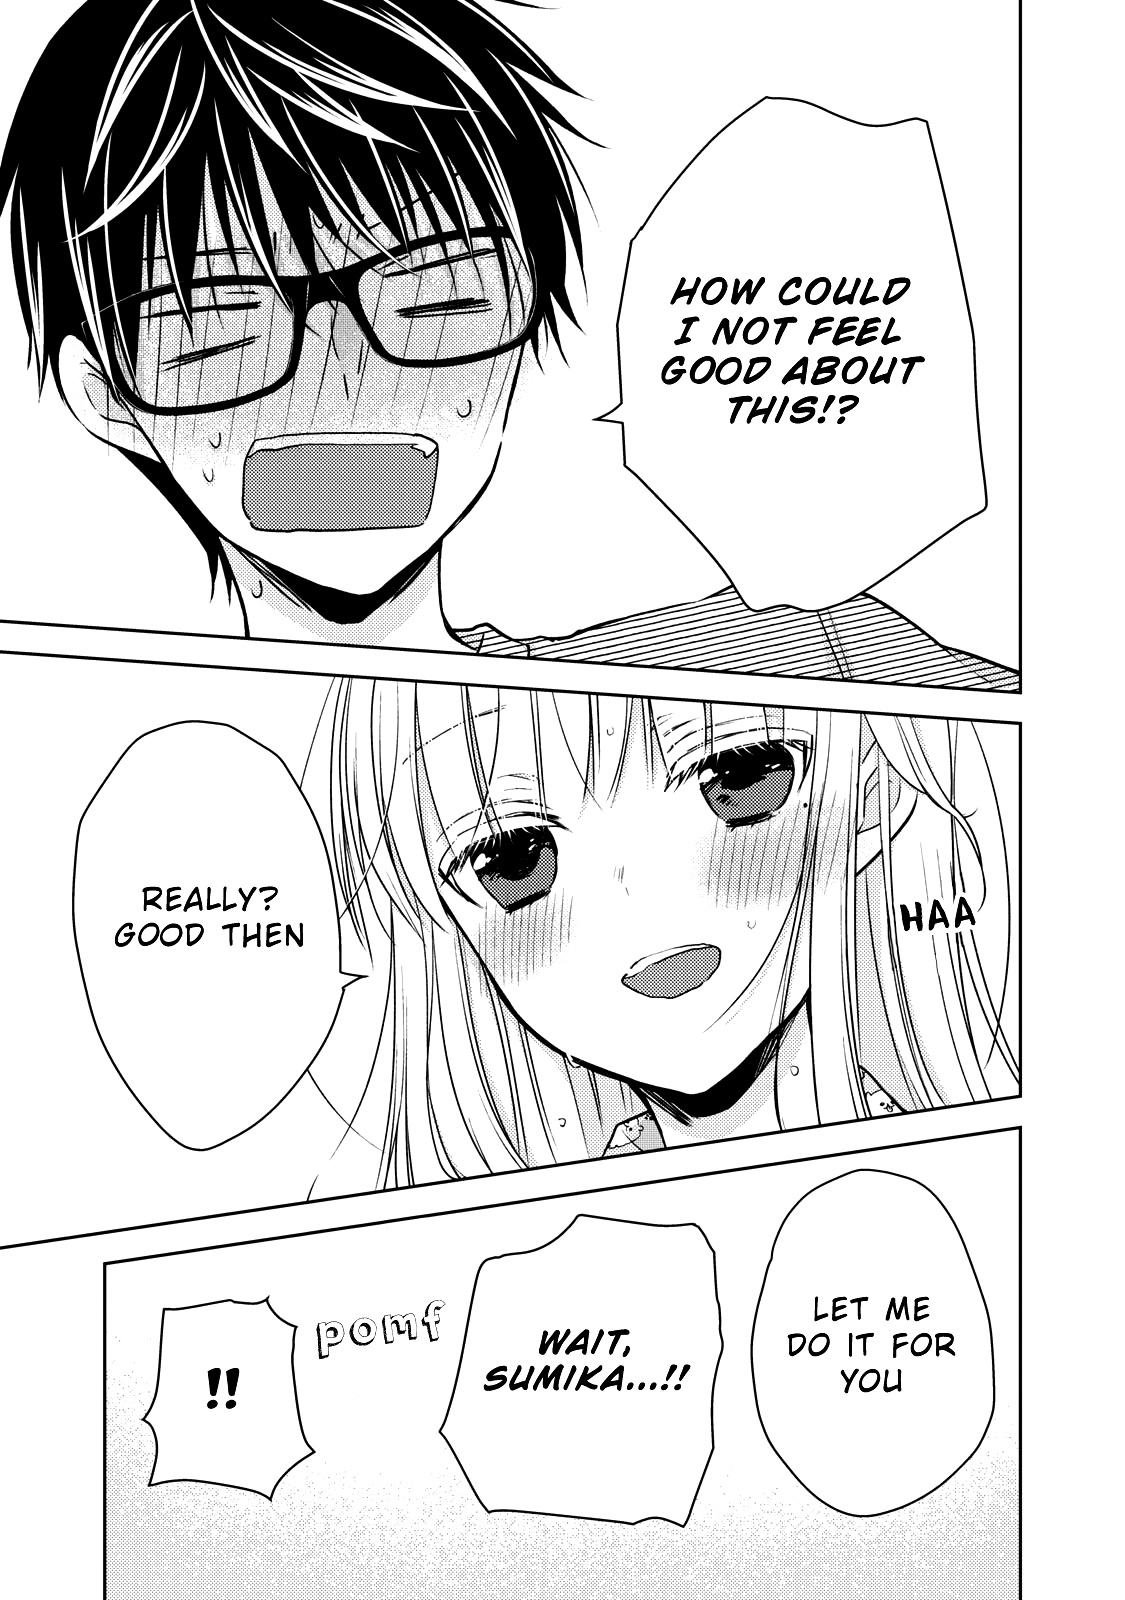 HOW COULD
I NOT FEEL
GOOD ABOUT
THIS!?
HAA
REALLY?
GOOD THEN
LET ME
DO IT FOR
YOU
WAIT,
SUMIKA...!!
pomf
!!